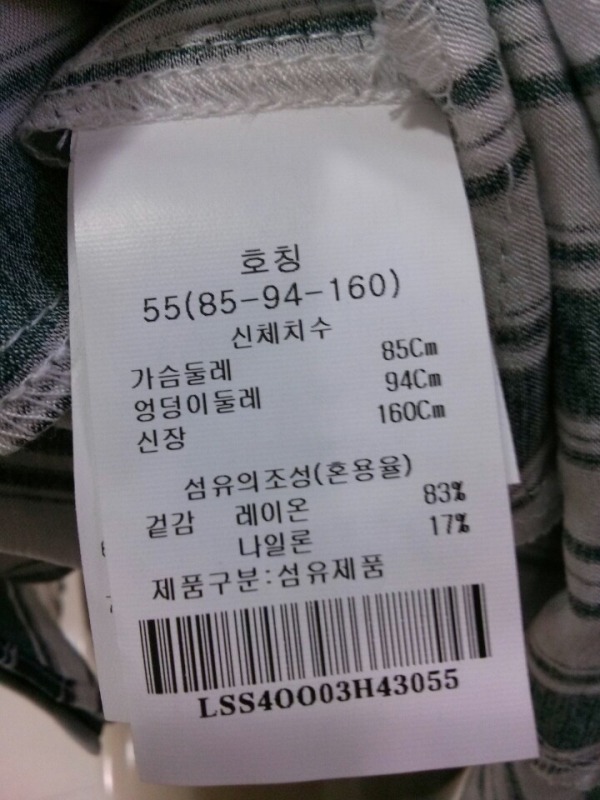 호칭
55(85-94-160)
신체치수
가슴둘레 85Cm
엉덩이둘레 94Cm
신장 160Cm
섬유의조성(혼용율)
겉감 레이온 83%
나일론 17%
제품구분:섬유제품
LSS4OO03H43055